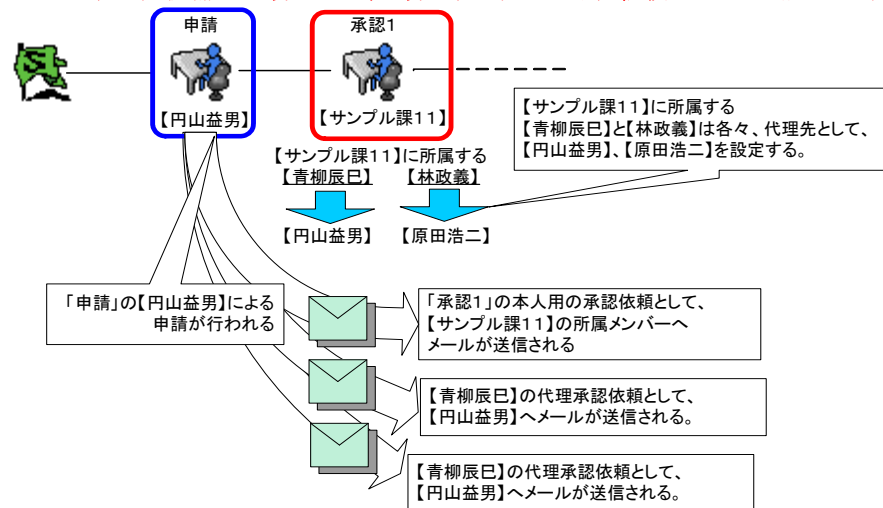 申請
承認1
【円山益男】
【サンプル課11】
【サンプル課11】に所属する
【青柳辰巳】と【林政義】は各々、代理先として、
【円山益男】、【原田浩二】を設定する。
【サンプル課11】に所属する
【青柳辰巳】 【林政義】
【円山益男】 【原田浩二】
「申請」の【円山益男】による
申請が行われる
「承認1」の本人用の承認依頼として、
【サンプル課11】の所属メンバーへ
メールが送信される
【青柳辰巳】の代理承認依頼として、
【円山益男】へメールが送信される。
【青柳辰巳】の代理承認依頼として、
【円山益男】へメールが送信される。